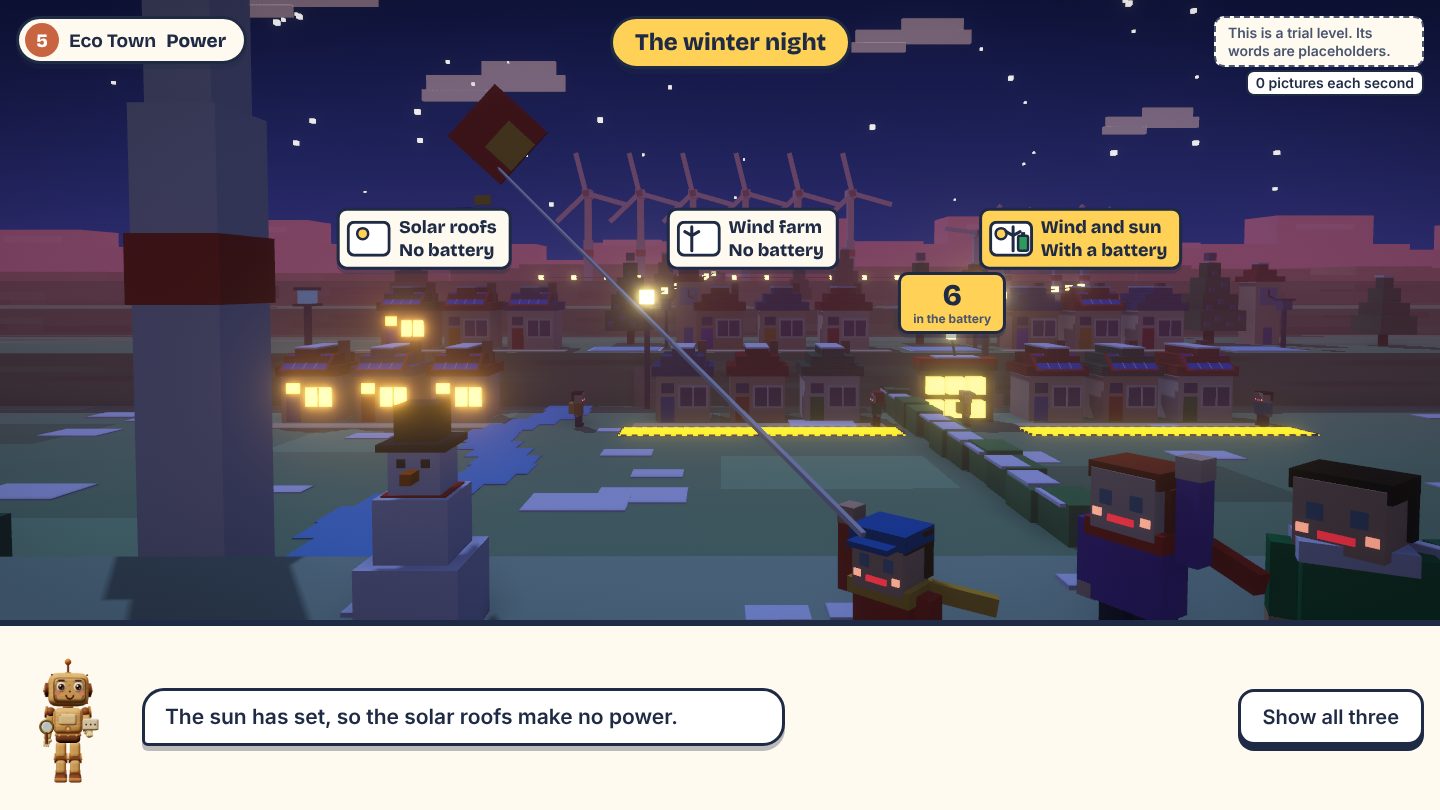 5 Eco Town Power
The winter night
This is a trial level. Its
words are placeholders.
0 pictures each second
Solar roofs
No battery
Wind farm
No battery
Wind and sun
With a battery
6
in the battery
The sun has set, so the solar roofs make no power.
Show all three